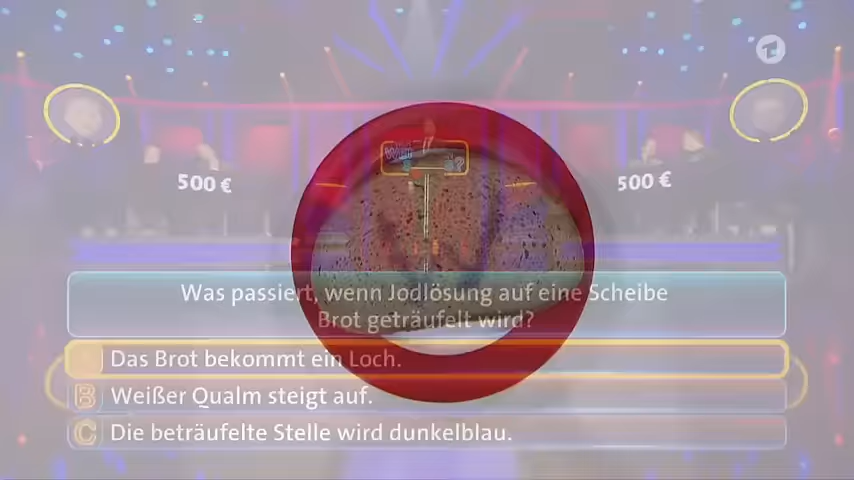 1
500 €
500 €
Was passiert, wenn Jodlösung auf eine Scheibe
Brot geträufelt wird?
Das Brot bekommt ein Loch.
B Weißer Qualm steigt auf.
C Die beträufelte Stelle wird dunkelblau.